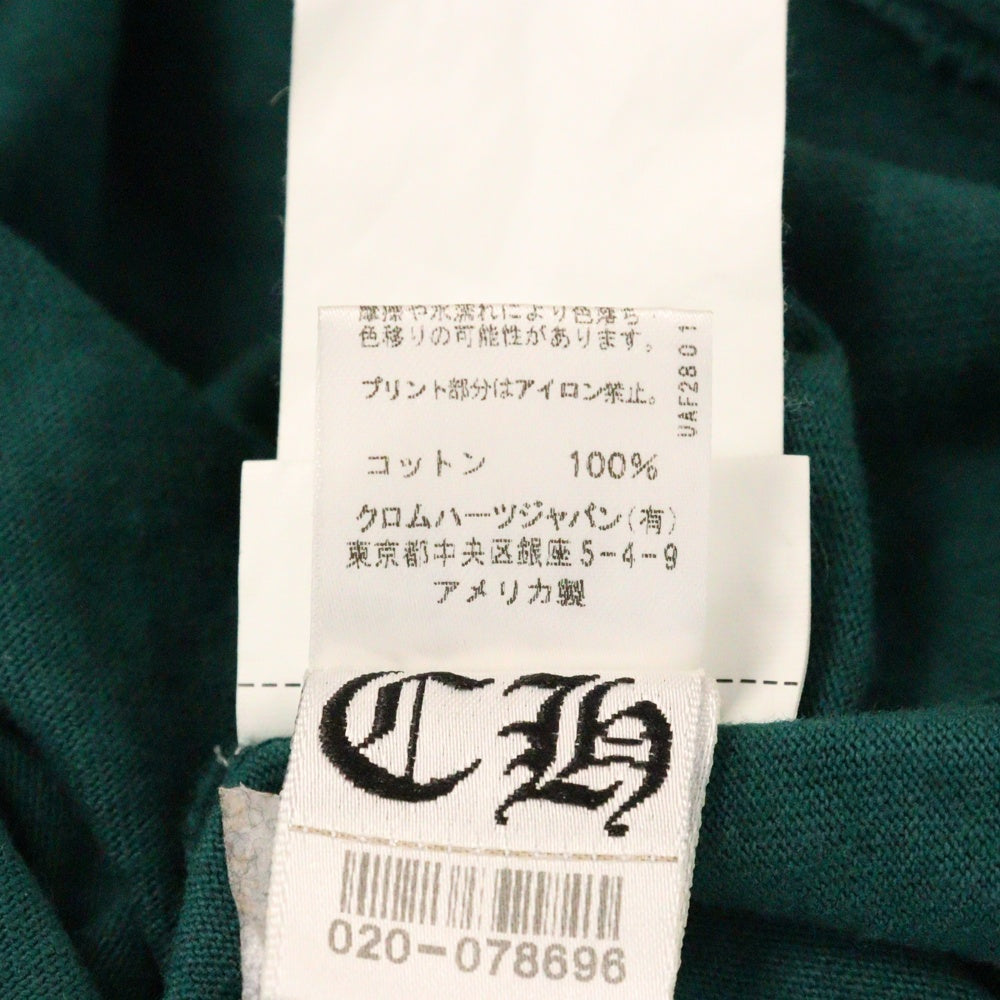 摩擦や水濡れにより色落ち
色移りの可能性があります。
プリント部分はアイロン禁止。
UAF2801
コットン 100%
クロムハーツジャパン(有)
東京都中央区銀座5-4-9
アメリカ製
CH
020-078696